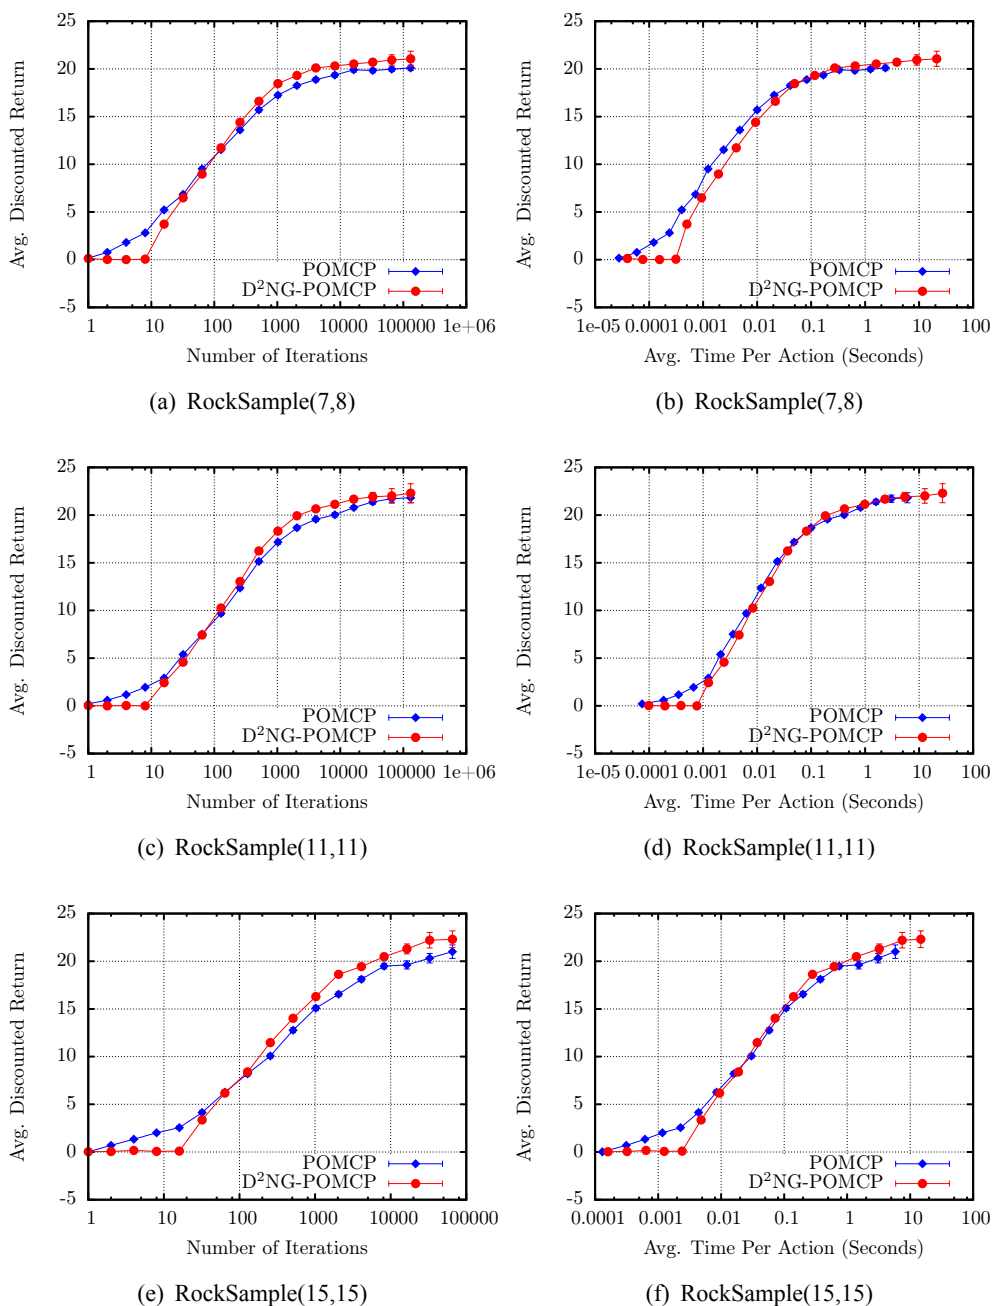 25
20
15
10
5
0
-5
Avg. Discounted Return
POMCP
D²NG-POMCP
1 10 100 1000 10000 100000 1e+06
Number of Iterations
(a) RockSample(7,8)
25
20
15
10
5
0
-5
Avg. Discounted Return
POMCP
D²NG-POMCP
1e-05 0.0001 0.001 0.01 0.1 1 10 100
Avg. Time Per Action (Seconds)
(b) RockSample(7,8)
25
20
15
10
5
0
-5
Avg. Discounted Return
POMCP
D²NG-POMCP
1 10 100 1000 10000 100000 1e+06
Number of Iterations
(c) RockSample(11,11)
25
20
15
10
5
0
-5
Avg. Discounted Return
POMCP
D²NG-POMCP
1e-05 0.0001 0.001 0.01 0.1 1 10 100
Avg. Time Per Action (Seconds)
(d) RockSample(11,11)
25
20
15
10
5
0
-5
Avg. Discounted Return
POMCP
D²NG-POMCP
1 10 100 1000 10000 100000
Number of Iterations
(e) RockSample(15,15)
25
20
15
10
5
0
-5
Avg. Discounted Return
POMCP
D²NG-POMCP
0.0001 0.001 0.01 0.1 1 10 100
Avg. Time Per Action (Seconds)
(f) RockSample(15,15)